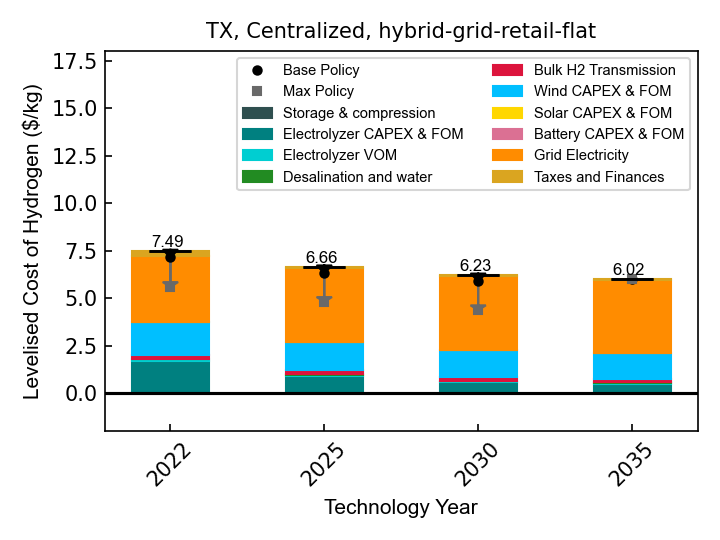 TX, Centralized, hybrid-grid-retail-flat
Levelised Cost of Hydrogen ($/kg)
17.5
15.0
12.5
10.0
7.5
5.0
2.5
0.0
Base Policy
Max Policy
Storage & compression
Electrolyzer CAPEX & FOM
Electrolyzer VOM
Desalination and water
Bulk H2 Transmission
Wind CAPEX & FOM
Solar CAPEX & FOM
Battery CAPEX & FOM
Grid Electricity
Taxes and Finances
7.49
6.66
6.23
6.02
2022
2025
2030
2035
Technology Year